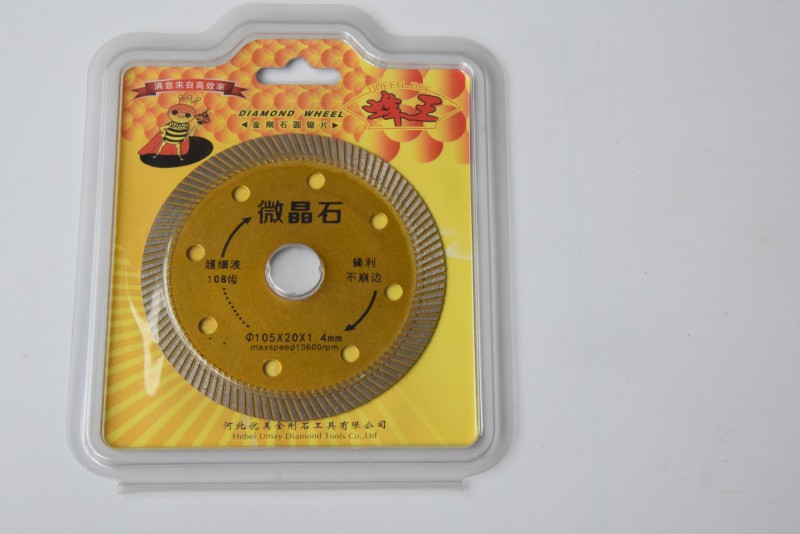 满意来自高效率
DIAMOND WHEEL
金刚石圆锯片
QUEEN
蛛王
微晶石
超细波
108齿
锋利
不崩边
Φ105X20X1.4mm
maxspeed13600rpm
河北优美金刚石工具有限公司
Hebei Umay Diamond Tools Co.,Ltd